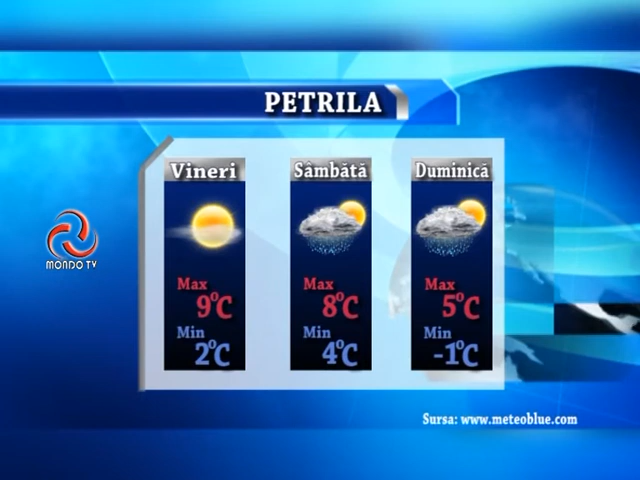 PETRILA
Vineri
Max
9°C
Min
2°C
Sâmbătă
Max
8°C
Min
4°C
Duminică
Max
5°C
Min
-1°C
MONDO TV
Sursa: www.meteoblue.com